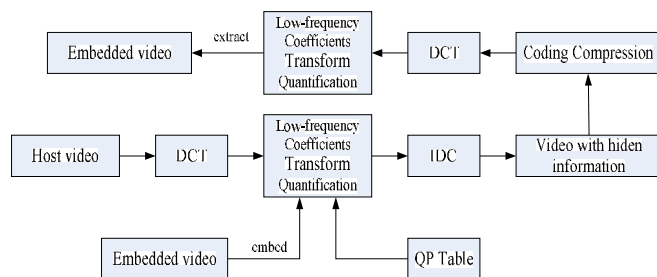 extract
Low-frequency
Coefficients
Transform
Quantification
Embedded video
DCT
Coding Compression
Host video
DCT
Low-frequency
Coefficients
Transform
Quantification
IDC
Video with hiden
information
Embedded video
embed
QP Table